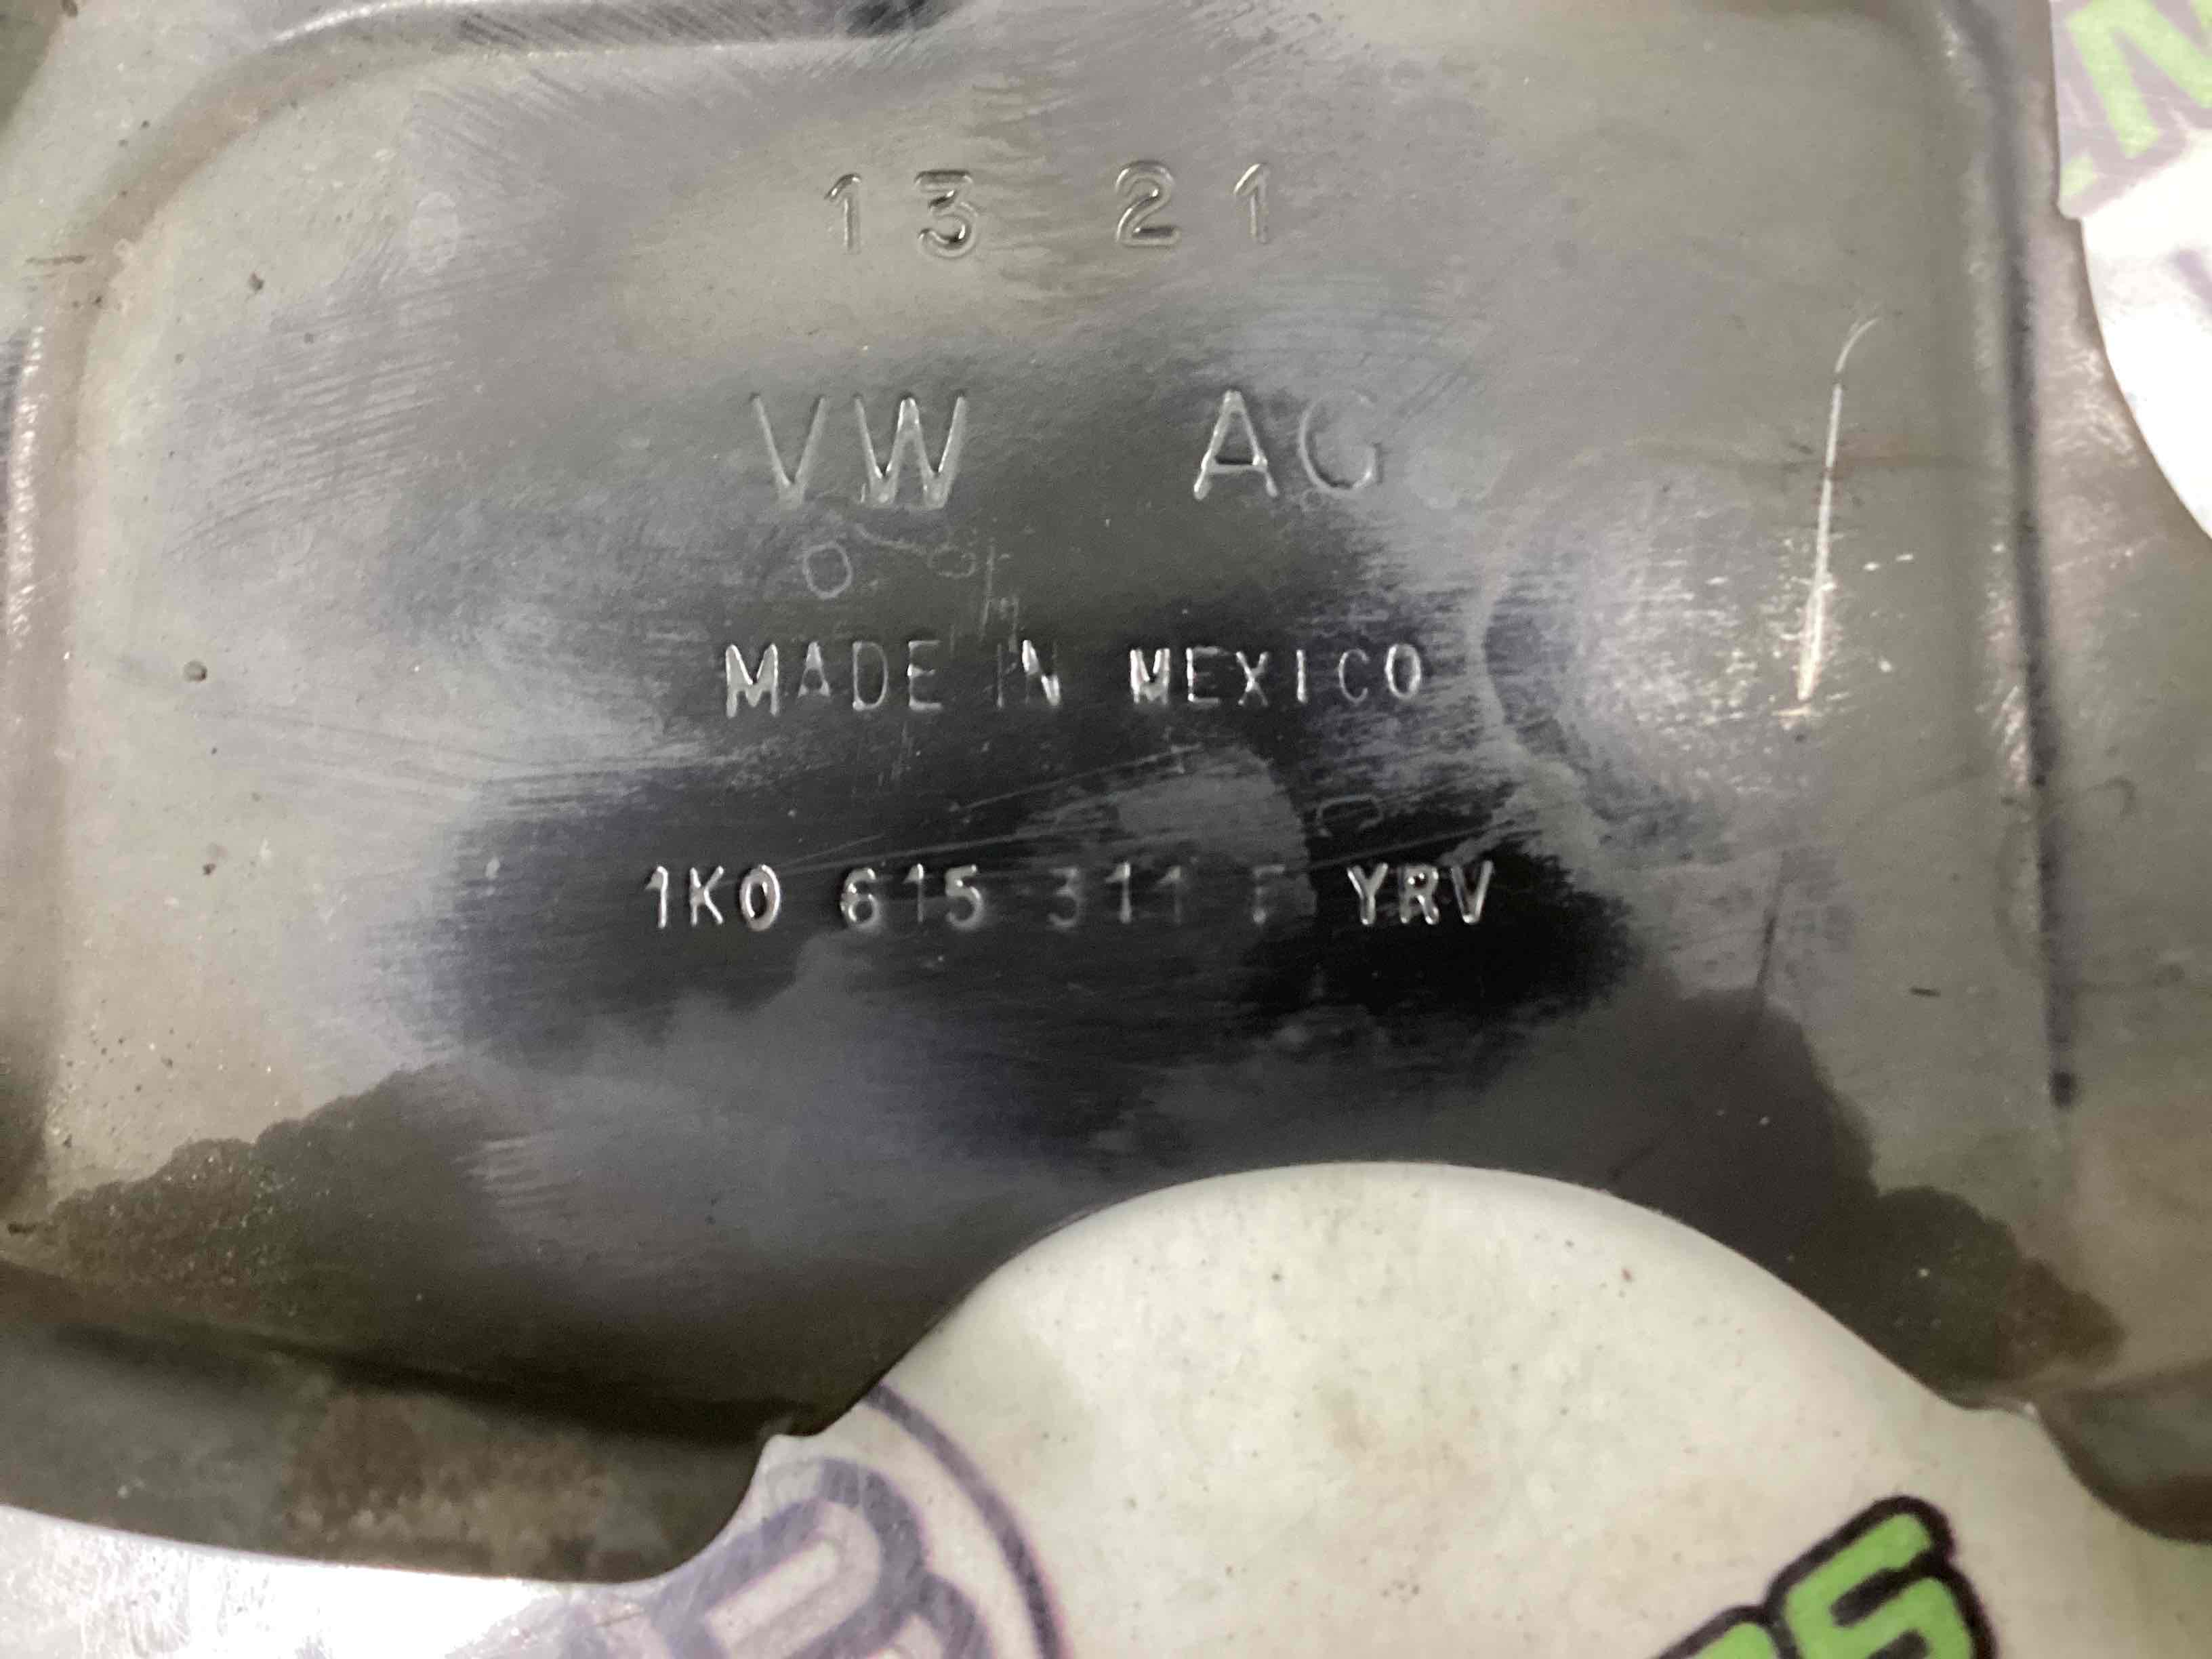 13 21
VW AG
MADE IN MEXICO
1K0 615 311 F YRV